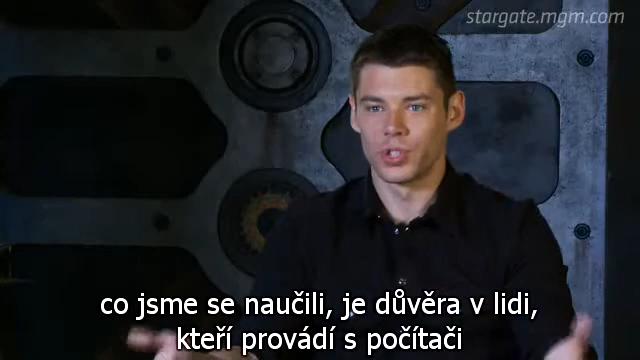 stargate.mgm.com
co jsme se naučili, je důvěra v lidi,
kteří provádí s počítači